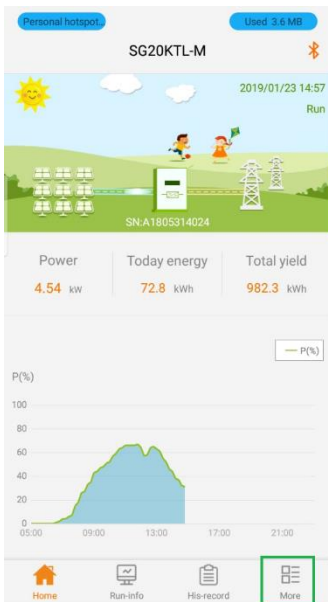 Personal hotspot...
Used 3.6 MB
SG20KTL-M
2019/01/23 14:57
Run
SN:A1805314024
Power
Today energy
Total yield
4.54 kW
72.8 kWh
982.3 kWh
P(%)
P(%)
100
80
60
40
20
0
05:00 09:00 13:00 17:00 21:00
Home Run-info His-record More